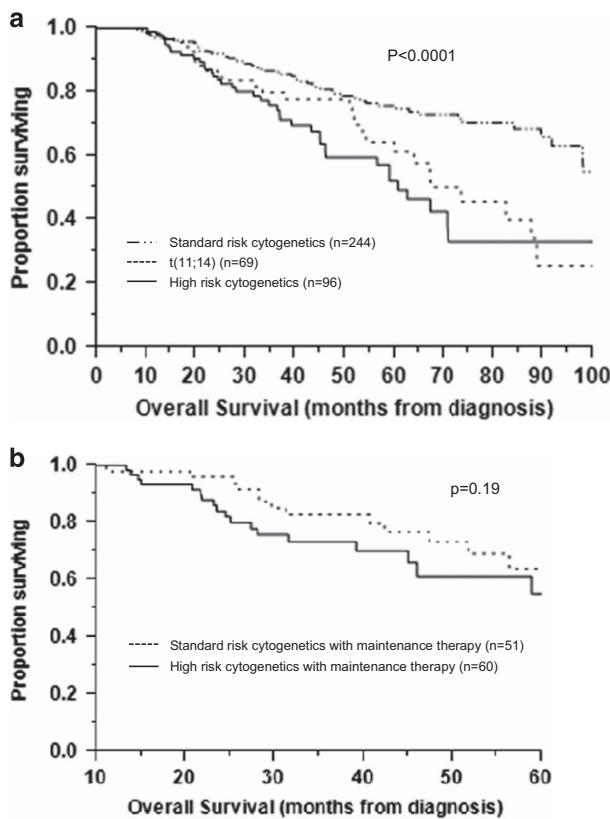 a
P<0.0001
Proportion surviving
1.0
0.8
0.6
0.4
0.2
0.0
Standard risk cytogenetics (n=244)
t(11;14) (n=69)
High risk cytogenetics (n=96)
0 10 20 30 40 50 60 70 80 90 100
Overall Survival (months from diagnosis)
b
p=0.19
Proportion surviving
1.0
0.8
0.6
0.4
0.2
0.0
Standard risk cytogenetics with maintenance therapy (n=51)
High risk cytogenetics with maintenance therapy (n=60)
10 20 30 40 50 60
Overall Survival (months from diagnosis)